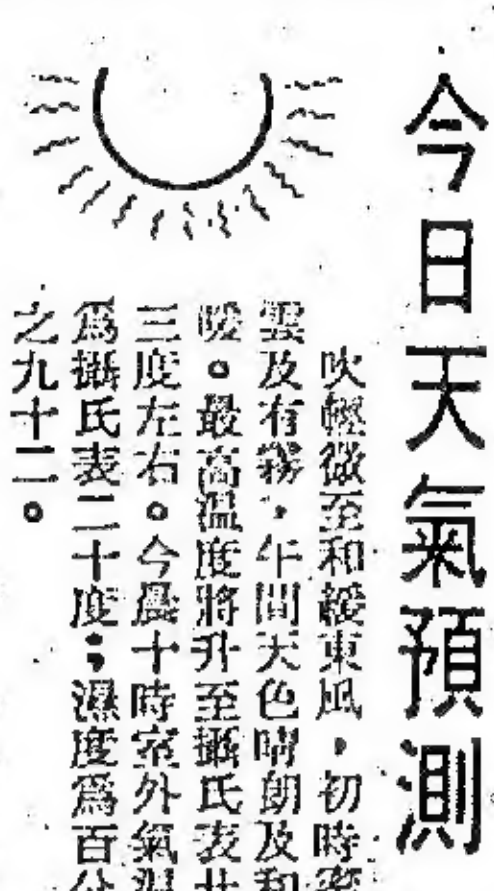 今日天氣預測
吹輕微至和緩東風，初時密
雲及有霧，午間天色晴朗及和
暖。最高溫度將升至攝氏表廿
三度左右。今晨十時室外氣溫
爲攝氏表二十度；濕度爲百分
之九十二。